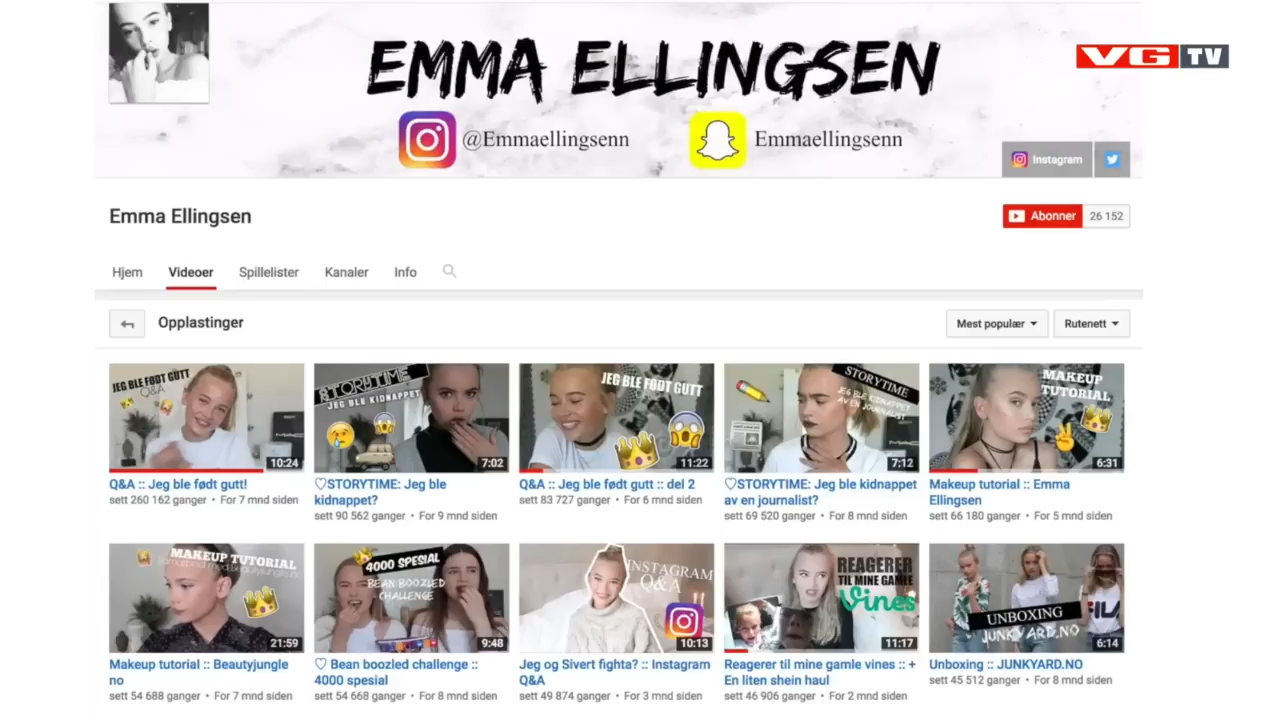 EMMA ELLINGSEN
VG TV
@Emmaellingsenn
Emmaellingsenn
Instagram
Emma Ellingsen
Abonner 26 152
Hjem Videoer Spillelister Kanaler Info
Opplastinger
Mest populær Rutenett
JEG BLE FØDT GUTT
Q&A
10:24
STORYTIME
JEG BLE KIDNAPPET
7:02
JEG BLE FØDT GUTT
11:22
STORYTIME
JEG BLE KIDNAPPET
AV EN JOURNALIST?
7:12
MAKEUP
TUTORIAL
6:31
Q&A :: Jeg ble født gutt!
sett 260 162 ganger • For 7 mnd siden
♡STORYTIME: Jeg ble
kidnappet?
sett 90 562 ganger • For 9 mnd siden
Q&A :: Jeg ble født gutt :: del 2
sett 83 727 ganger • For 6 mnd siden
♡STORYTIME: Jeg ble kidnappet
av en journalist?
sett 69 520 ganger • For 8 mnd siden
Makeup tutorial :: Emma
Ellingsen
sett 66 180 ganger • For 5 mnd siden
MAKEUP TUTORIAL
21:59
4000 SPESIAL
BEAN BOOZLED
CHALLENGE
9:48
INSTAGRAM
Q&A
10:13
REAGERER
TIL MINE GAMLE
Vines
11:17
UNBOXING
JUNKYARD.NO
FILA
6:14
Makeup tutorial :: Beautyjungle
no
sett 54 688 ganger • For 7 mnd siden
♡ Bean boozled challenge ::
4000 spesial
sett 54 668 ganger • For 8 mnd siden
Jeg og Sivert fighta? :: Instagram
Q&A
sett 49 874 ganger • For 3 mnd siden
Reagerer til mine gamle vines :: +
En liten shein haul
sett 46 906 ganger • For 2 mnd siden
Unboxing :: JUNKYARD.NO
sett 45 512 ganger • For 8 mnd siden